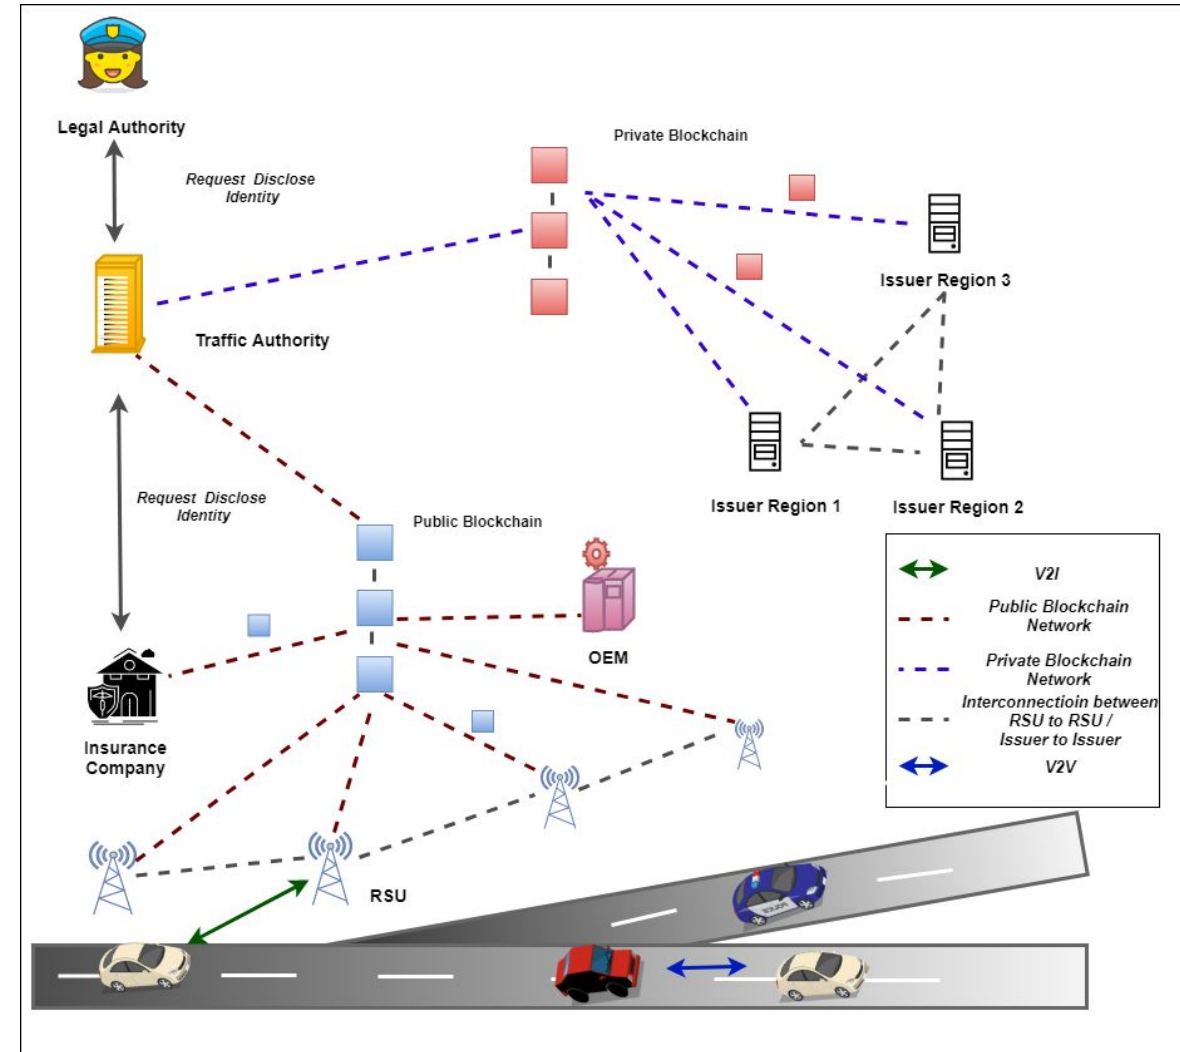 Legal Authority
Private Blockchain
Request Disclose
Identity
Issuer Region 3
Traffic Authority
Request Disclose
Identity
Public Blockchain
Issuer Region 1
Issuer Region 2
OEM
V2I
Public Blockchain
Network
Private Blockchain
Network
Interconnectioin between
RSU to RSU /
Issuer to Issuer
V2V
Insurance
Company
RSU
POLICE